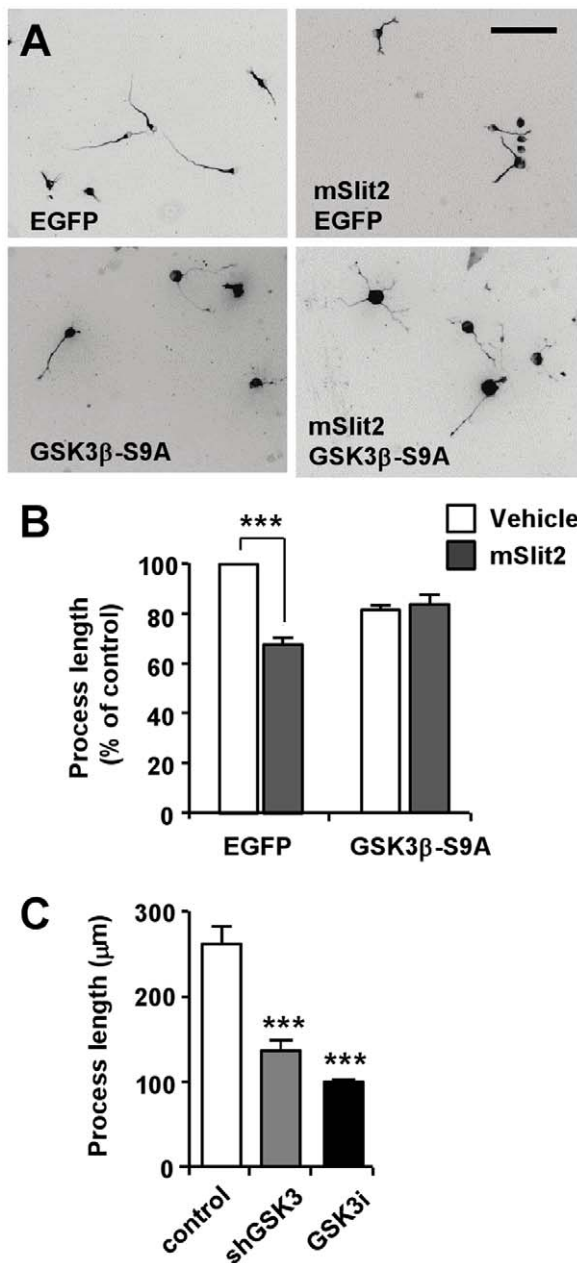 A
EGFP
mSlit2
EGFP
GSK3β-S9A
mSlit2
GSK3β-S9A
B
***
Vehicle
mSlit2
Process length
(% of control)
100
80
60
40
20
0
EGFP
GSK3β-S9A
C
Process length (μm)
300
200
100
0
***
***
control
shGSK3
GSK3i